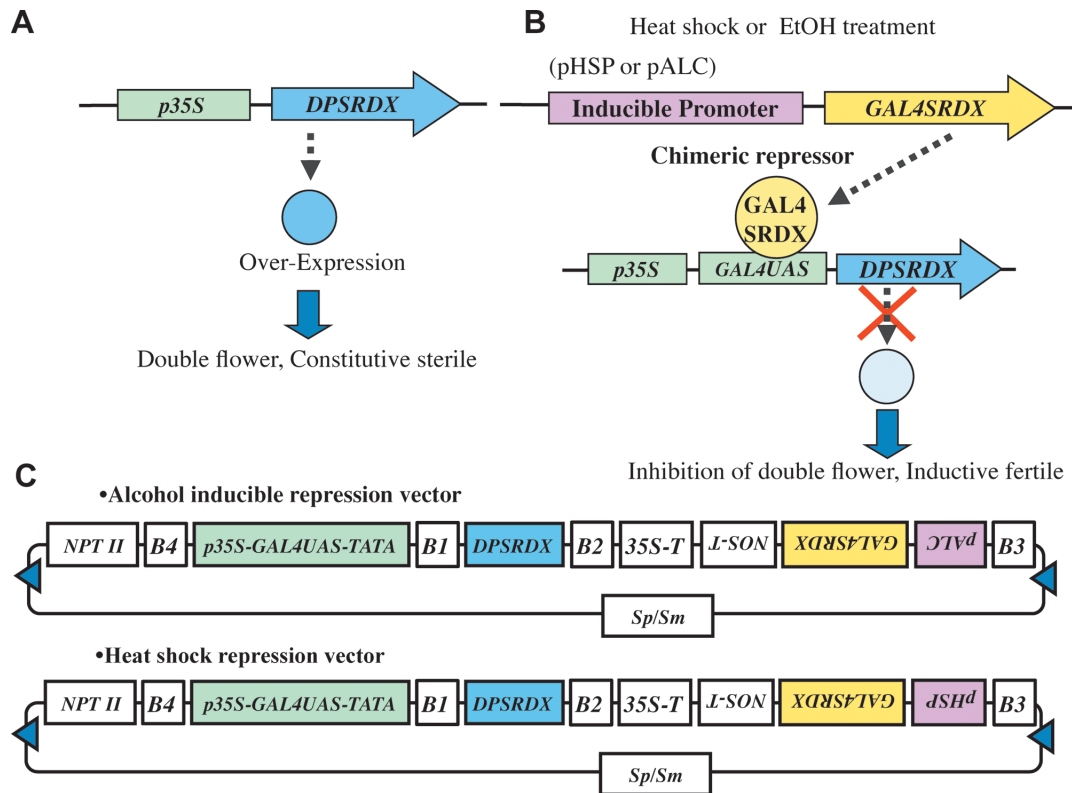 A
p35S
DPSRDX
Over-Expression
Double flower, Constitutive sterile
B
Heat shock or EtOH treatment
(pHSP or pALC)
Inducible Promoter
GAL4SRDX
Chimeric repressor
GAL4
SRDX
p35S
GAL4UAS
DPSRDX
Inhibition of double flower, Inductive fertile
C
•Alcohol inducible repression vector
NPT II B4 p35S-GAL4UAS-TATA B1 DPSRDX B2 35S-T NOS-T GAL4SRDX pALC B3
Sp/Sm
•Heat shock repression vector
NPT II B4 p35S-GAL4UAS-TATA B1 DPSRDX B2 35S-T NOS-T GAL4SRDX pHSP B3
Sp/Sm